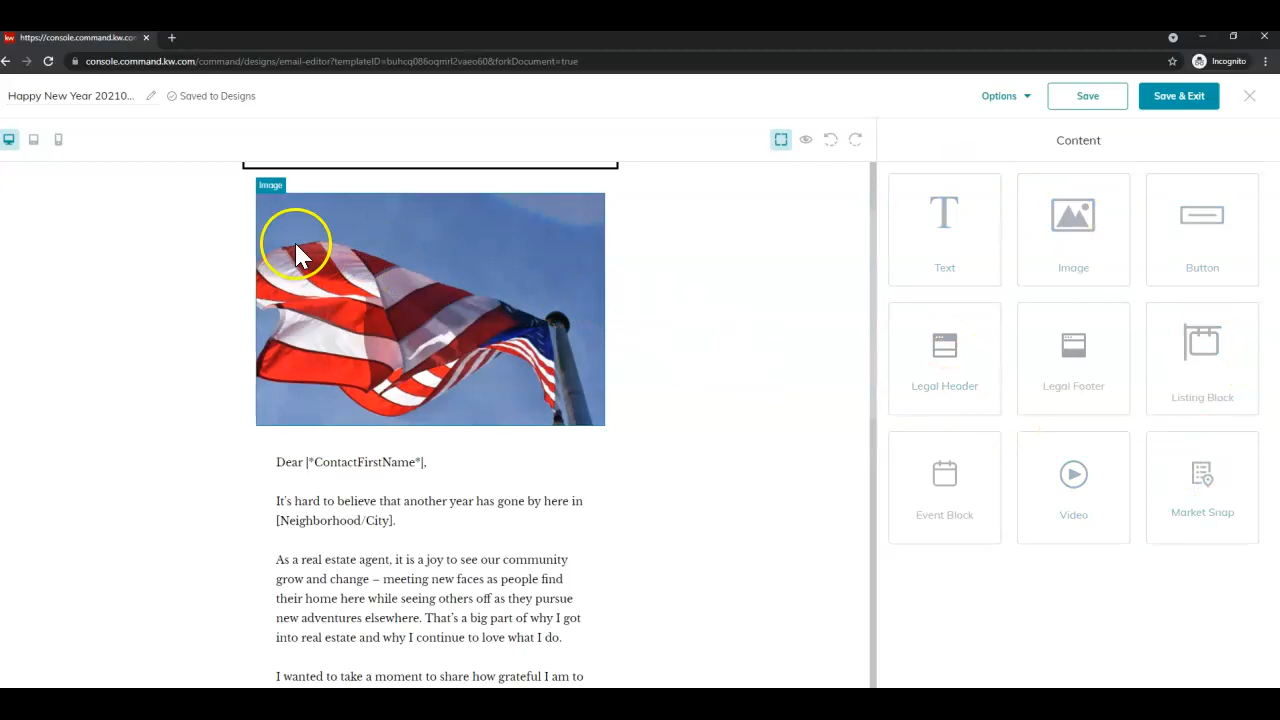 kw
https://console.command.kw.co
console.command.kw.com/command/designs/email-editor?templateID=buhcq086oqmrl2vaeo60&forkDocument=true
Incognito
Happy New Year 20210...
Saved to Designs
Options
Save
Save & Exit
Content
Image
T
Text
Image
Button
Legal Header
Legal Footer
Listing Block
Event Block
Video
Market Snap
Dear |*ContactFirstName*|,
It's hard to believe that another year has gone by here in
[Neighborhood/City].
As a real estate agent, it is a joy to see our community
grow and change – meeting new faces as people find
their home here while seeing others off as they pursue
new adventures elsewhere. That's a big part of why I got
into real estate and why I continue to love what I do.
I wanted to take a moment to share how grateful I am to